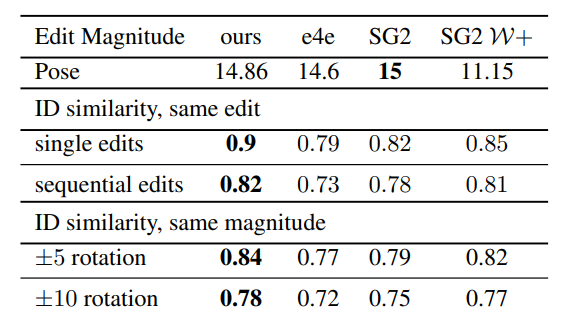 Edit Magnitude ours e4e SG2 SG2 𝒲+
Pose 14.86 14.6 15 11.15
ID similarity, same edit
single edits 0.9 0.79 0.82 0.85
sequential edits 0.82 0.73 0.78 0.81
ID similarity, same magnitude
±5 rotation 0.84 0.77 0.79 0.82
±10 rotation 0.78 0.72 0.75 0.77